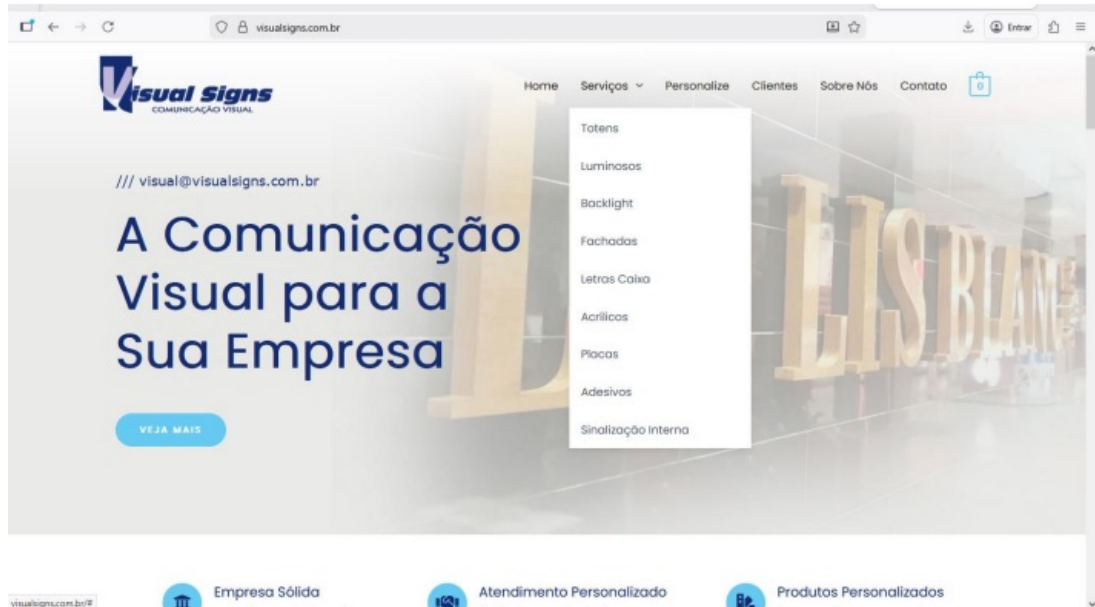 visualsigns.com.br
Entrar
Visual Signs
COMUNICAÇÃO VISUAL
Home Serviços Personalize Clientes Sobre Nós Contato 0
Totens
Luminosos
Backlight
Fachadas
Letras Caixa
Acrílicos
Placas
Adesivos
Sinalização Interna
/// visual@visualsigns.com.br
A Comunicação
Visual para a
Sua Empresa
VEJA MAIS
LIS.BLANC
Empresa Sólida Atendimento Personalizado Produtos Personalizados
visualsigns.com.br/#